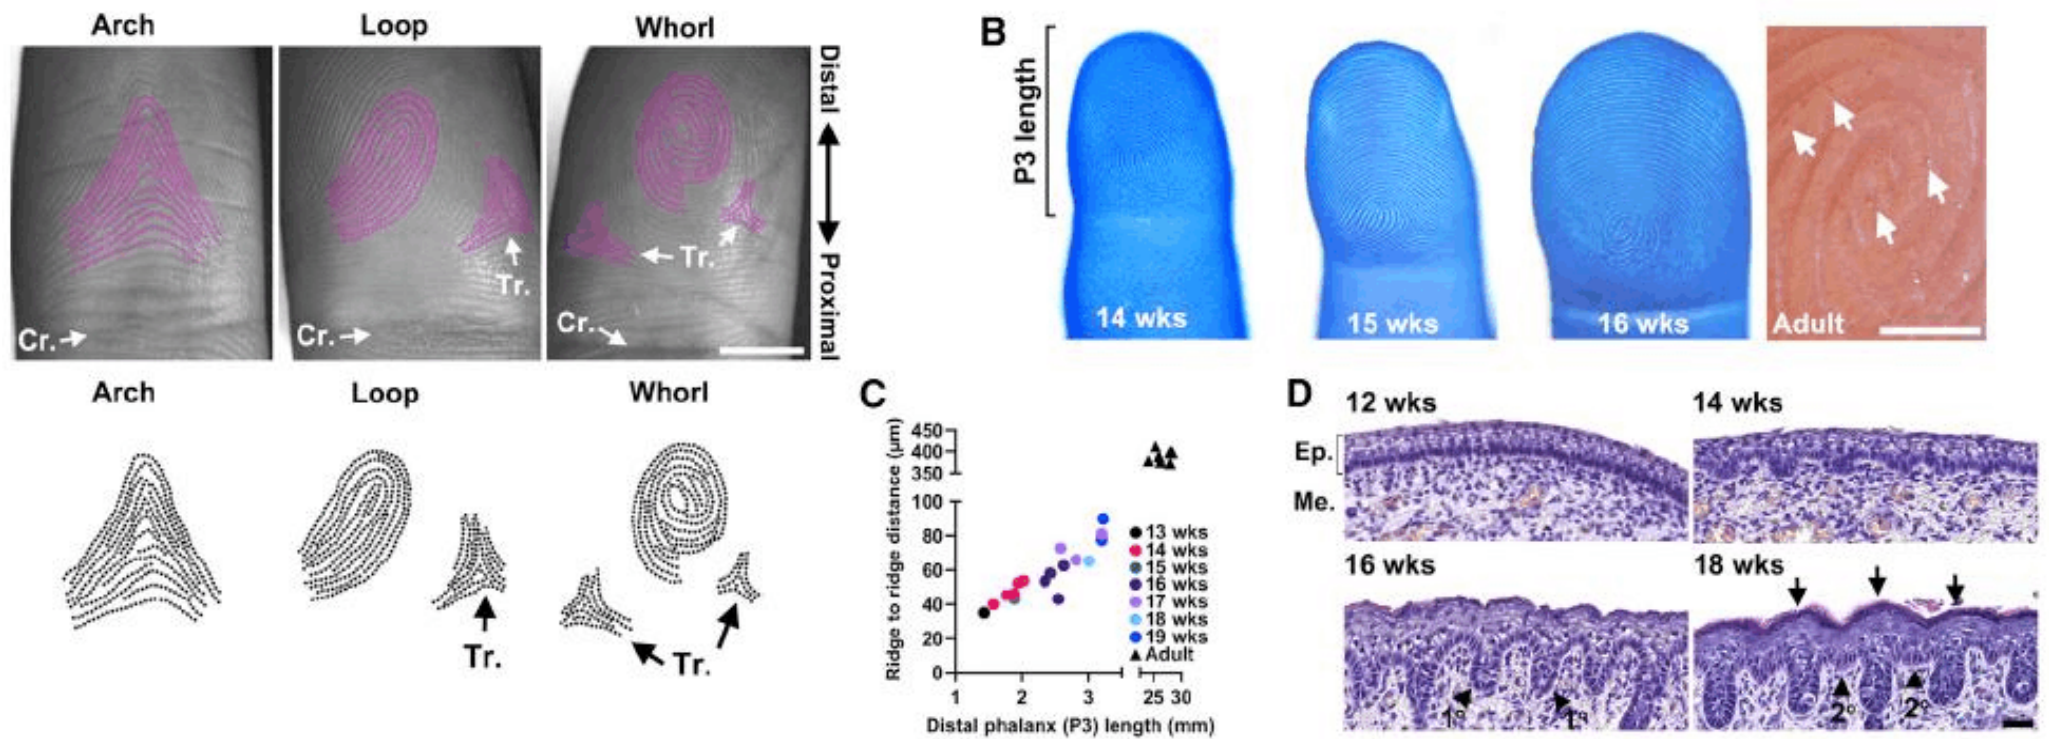 Arch
Loop
Whorl
Cr.
Cr.
Tr.
Cr.
Tr.
Distal
Proximal
Arch
Loop
Whorl
Tr.
Tr.
B
P3 length
14 wks
15 wks
16 wks
Adult
C
Ridge to ridge distance (µm)
450
400
350
100
80
60
40
20
0
1
2
3
25
30
Distal phalanx (P3) length (mm)
13 wks
14 wks
15 wks
16 wks
17 wks
18 wks
19 wks
Adult
D
12 wks
14 wks
Ep.
Me.
16 wks
18 wks
1°
1°
2°
2°